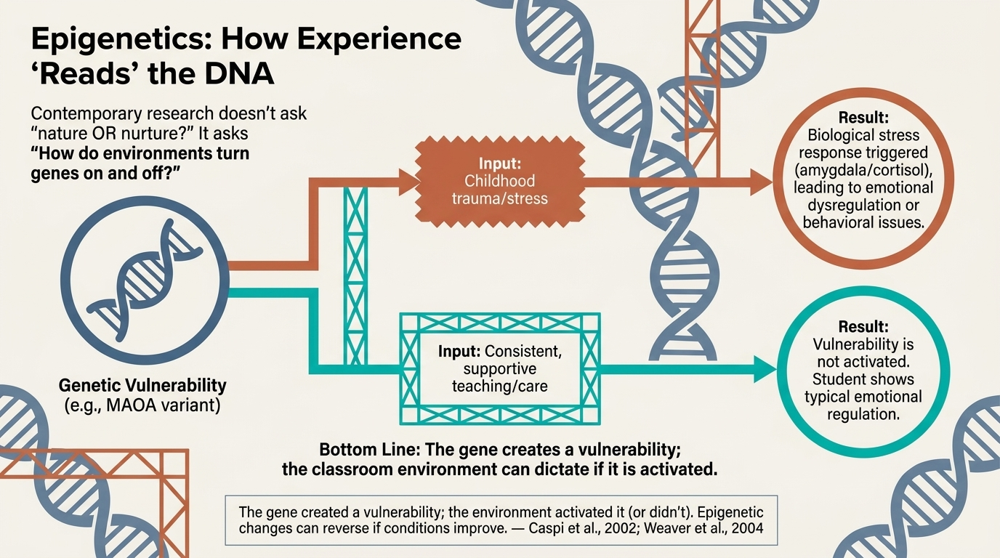 Epigenetics: How Experience
‘Reads’ the DNA
Contemporary research doesn’t ask
“nature OR nurture?” It asks
“How do environments turn
genes on and off?”
Genetic Vulnerability
(e.g., MAOA variant)
Input:
Childhood
trauma/stress
Result:
Biological stress
response triggered
(amygdala/cortisol),
leading to emotional
dysregulation or
behavioral issues.
Input: Consistent,
supportive
teaching/care
Result:
Vulnerability is
not activated.
Student shows
typical emotional
regulation.
Bottom Line: The gene creates a vulnerability;
the classroom environment can dictate if it is activated.
The gene created a vulnerability; the environment activated it (or didn’t). Epigenetic
changes can reverse if conditions improve. — Caspi et al., 2002; Weaver et al., 2004